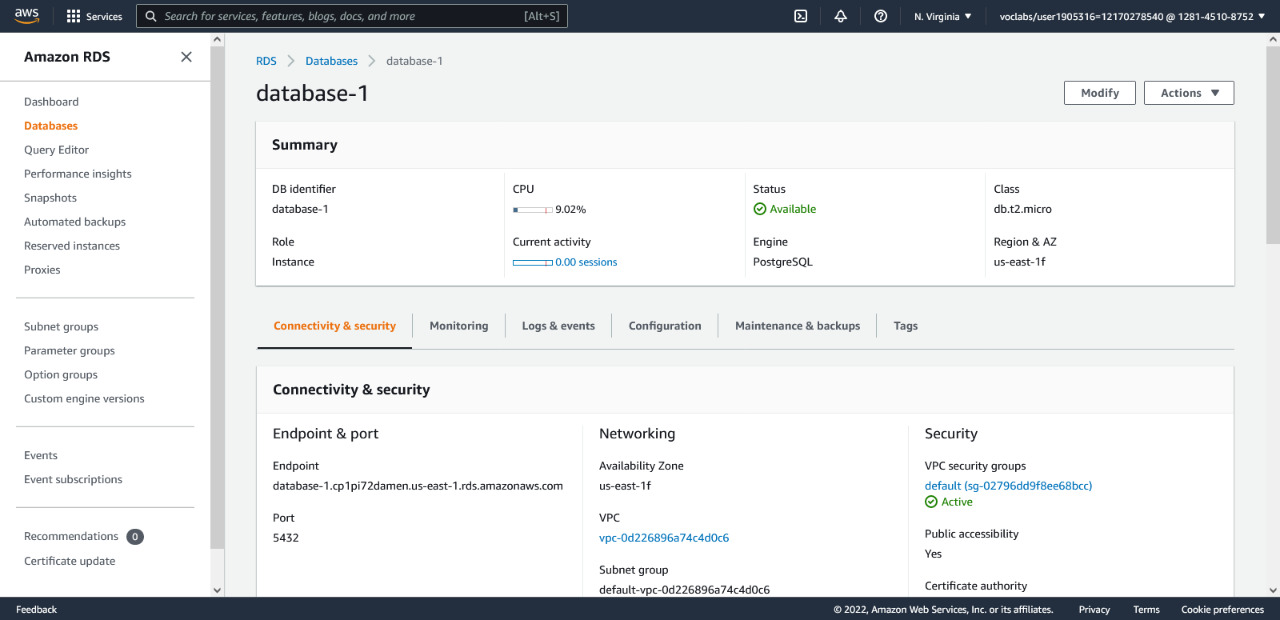 aws
Services
Search for services, features, blogs, docs, and more
[Alt+S]
N. Virginia ▼
voclabs/user1905316=12170278540 @ 1281-4510-8752 ▼
Amazon RDS
Dashboard
Databases
Query Editor
Performance insights
Snapshots
Automated backups
Reserved instances
Proxies
Subnet groups
Parameter groups
Option groups
Custom engine versions
Events
Event subscriptions
Recommendations 0
Certificate update
RDS > Databases > database-1
database-1
Modify
Actions ▼
Summary
DB identifier
database-1
CPU
9.02%
Status
Available
Class
db.t2.micro
Role
Instance
Current activity
0.00 sessions
Engine
PostgreSQL
Region & AZ
us-east-1f
Connectivity & security
Monitoring
Logs & events
Configuration
Maintenance & backups
Tags
Connectivity & security
Endpoint & port
Endpoint
database-1.cp1pi72damen.us-east-1.rds.amazonaws.com
Port
5432
Networking
Availability Zone
us-east-1f
VPC
vpc-0d226896a74c4d0c6
Subnet group
default-vpc-0d226896a74c4d0c6
Security
VPC security groups
default (sg-02796dd9f8ee68bcc)
Active
Public accessibility
Yes
Certificate authority
Feedback
© 2022, Amazon Web Services, Inc. or its affiliates.
Privacy
Terms
Cookie preferences